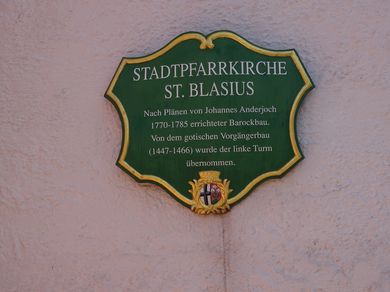 STADTPFARRKIRCHE
ST. BLASIUS
Nach Plänen von Johannes Anderjoch
1770-1785 errichteter Barockbau.
Von dem gotischen Vorgängerbau
(1447-1466) wurde der linke Turm
übernommen.